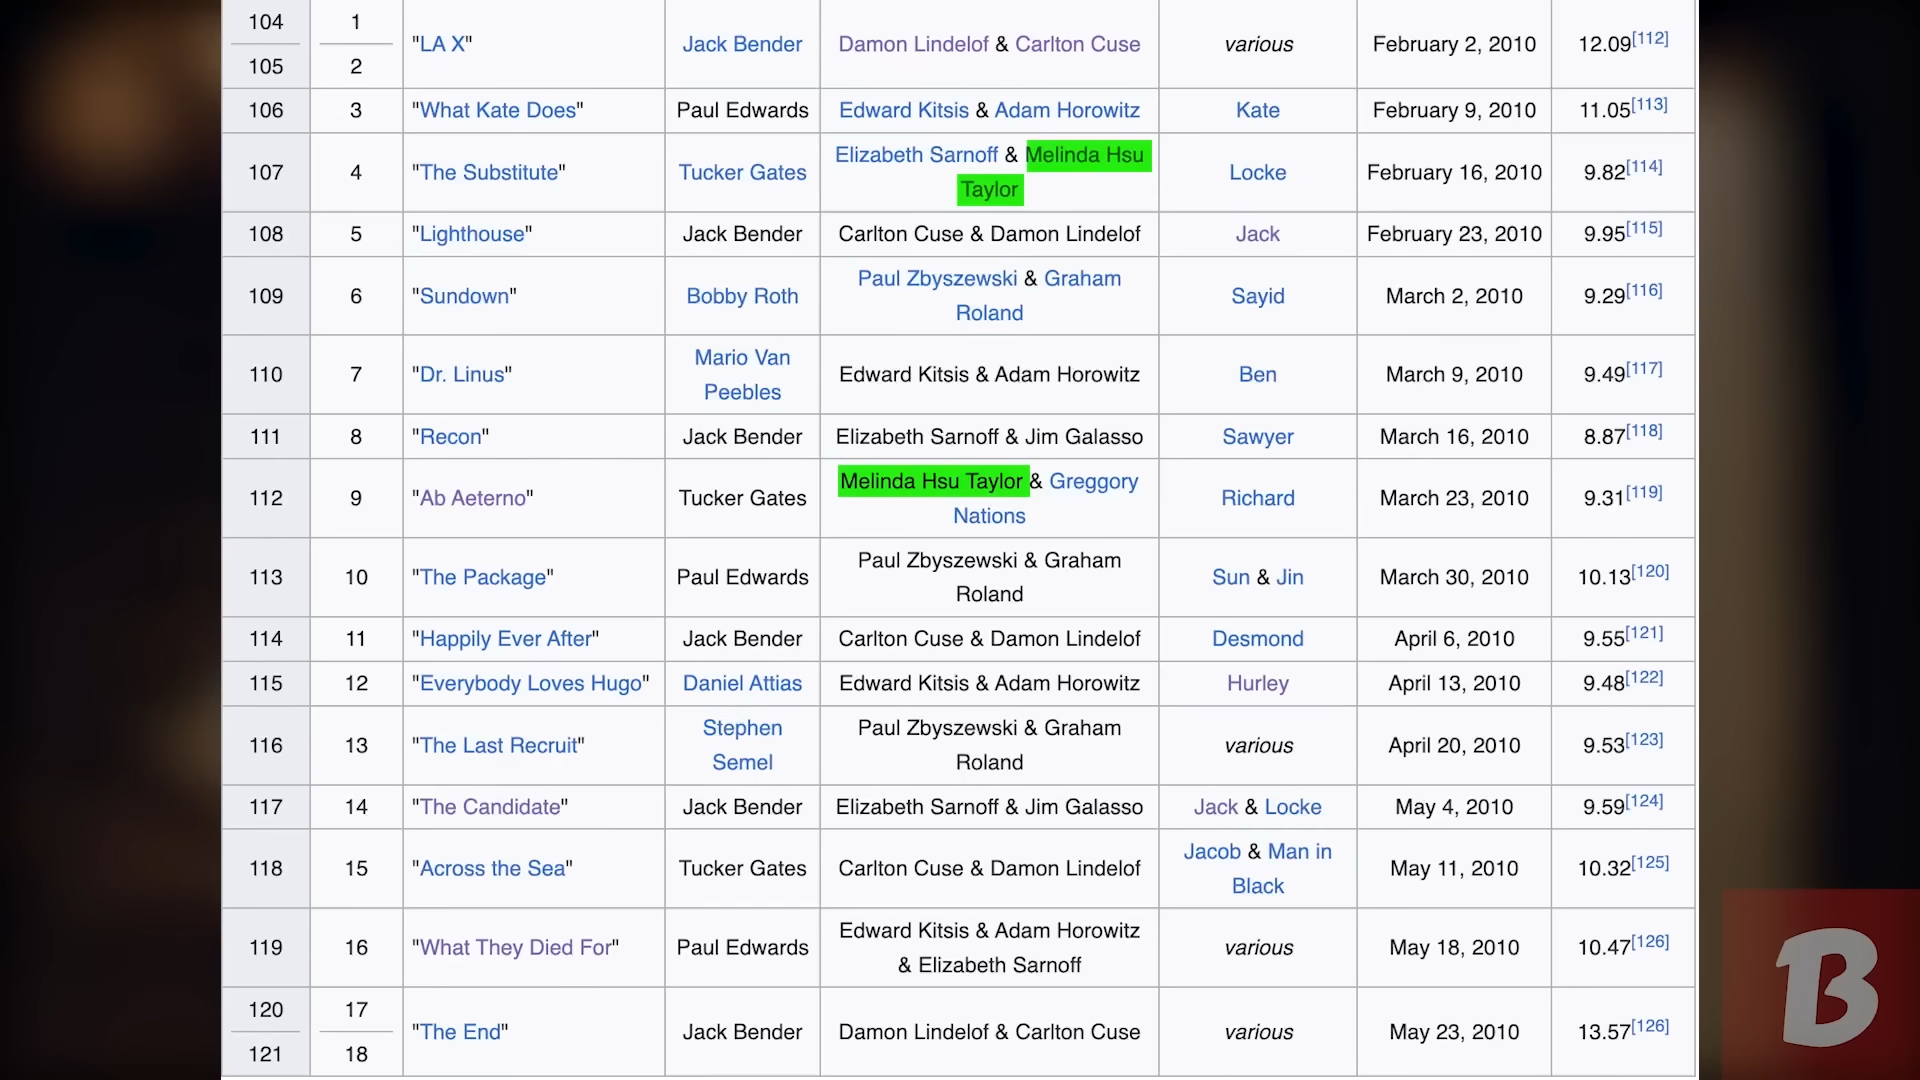 104 1
"LA X" Jack Bender Damon Lindelof & Carlton Cuse various February 2, 2010 12.09[112]
105 2
106 3 "What Kate Does" Paul Edwards Edward Kitsis & Adam Horowitz Kate February 9, 2010 11.05[113]
107 4 "The Substitute" Tucker Gates Elizabeth Sarnoff & Melinda Hsu
Taylor Locke February 16, 2010 9.82[114]
108 5 "Lighthouse" Jack Bender Carlton Cuse & Damon Lindelof Jack February 23, 2010 9.95[115]
109 6 "Sundown" Bobby Roth Paul Zbyszewski & Graham
Roland Sayid March 2, 2010 9.29[116]
110 7 "Dr. Linus" Mario Van
Peebles Edward Kitsis & Adam Horowitz Ben March 9, 2010 9.49[117]
111 8 "Recon" Jack Bender Elizabeth Sarnoff & Jim Galasso Sawyer March 16, 2010 8.87[118]
112 9 "Ab Aeterno" Tucker Gates Melinda Hsu Taylor & Greggory
Nations Richard March 23, 2010 9.31[119]
113 10 "The Package" Paul Edwards Paul Zbyszewski & Graham
Roland Sun & Jin March 30, 2010 10.13[120]
114 11 "Happily Ever After" Jack Bender Carlton Cuse & Damon Lindelof Desmond April 6, 2010 9.55[121]
115 12 "Everybody Loves Hugo" Daniel Attias Edward Kitsis & Adam Horowitz Hurley April 13, 2010 9.48[122]
116 13 "The Last Recruit" Stephen
Semel Paul Zbyszewski & Graham
Roland various April 20, 2010 9.53[123]
117 14 "The Candidate" Jack Bender Elizabeth Sarnoff & Jim Galasso Jack & Locke May 4, 2010 9.59[124]
118 15 "Across the Sea" Tucker Gates Carlton Cuse & Damon Lindelof Jacob & Man in
Black May 11, 2010 10.32[125]
119 16 "What They Died For" Paul Edwards Edward Kitsis & Adam Horowitz
& Elizabeth Sarnoff various May 18, 2010 10.47[126]
120 17
"The End" Jack Bender Damon Lindelof & Carlton Cuse various May 23, 2010 13.57[126]
121 18
B